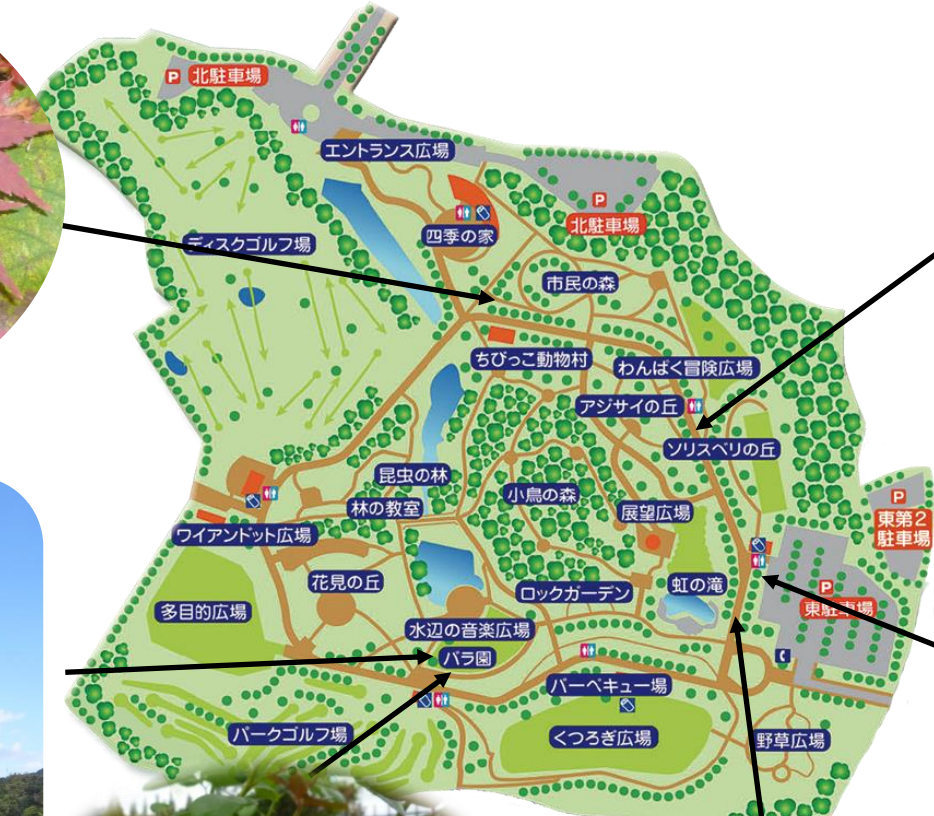 P 北駐車場
エントランス広場
P
北駐車場
四季の家
ディスクゴルフ場
市民の森
ちびっこ動物村
わんぱく冒険広場
アジサイの丘
ソリスベリの丘
昆虫の林
小鳥の森
林の教室
展望広場
P
東第2
駐車場
ワイアンドット広場
花見の丘
ロックガーデン
虹の滝
P
東駐車場
多目的広場
水辺の音楽広場
バラ園
バーベキュー場
パークゴルフ場
くつろぎ広場
野草広場